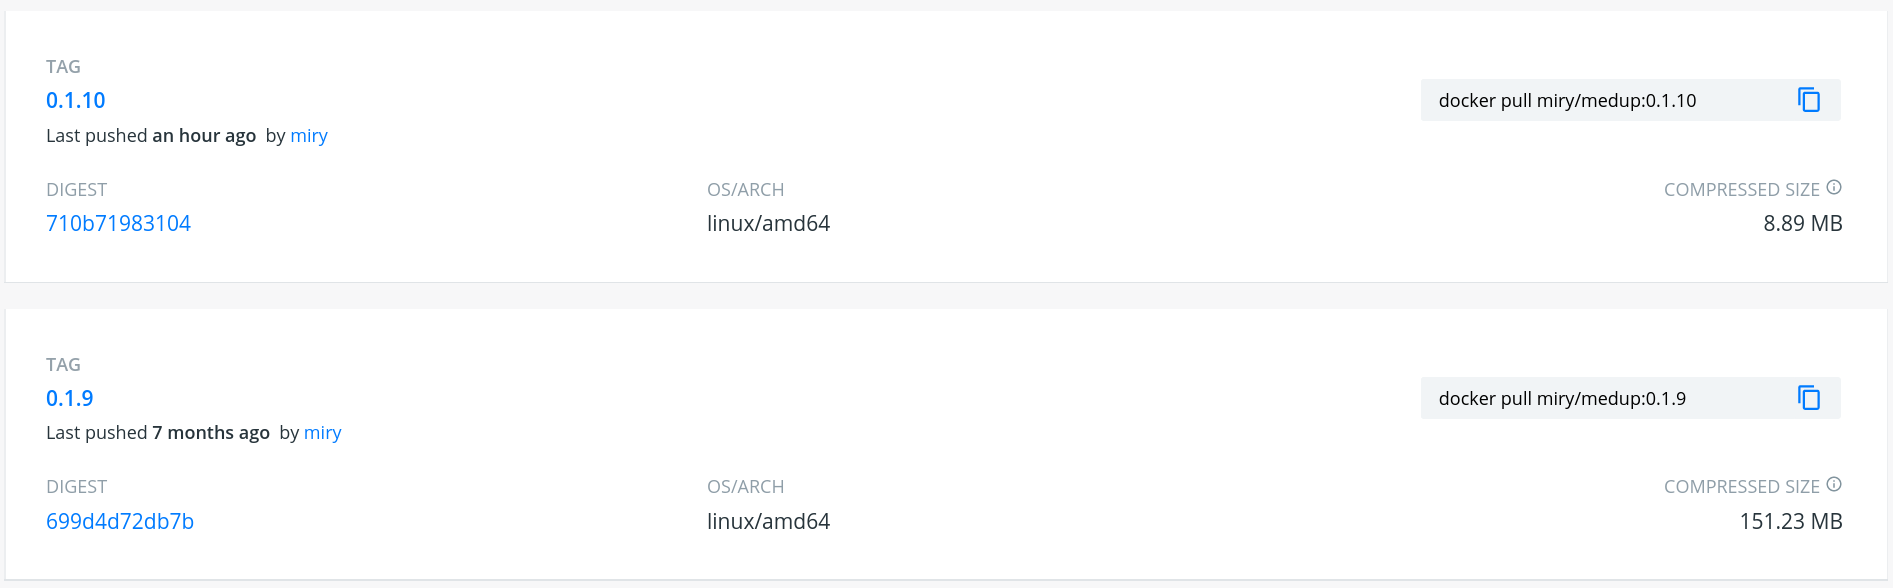 TAG
0.1.10
docker pull miry/medup:0.1.10
Last pushed an hour ago by miry
DIGEST
OS/ARCH
COMPRESSED SIZE
710b71983104
linux/amd64
8.89 MB
TAG
0.1.9
docker pull miry/medup:0.1.9
Last pushed 7 months ago by miry
DIGEST
OS/ARCH
COMPRESSED SIZE
699d4d72db7b
linux/amd64
151.23 MB